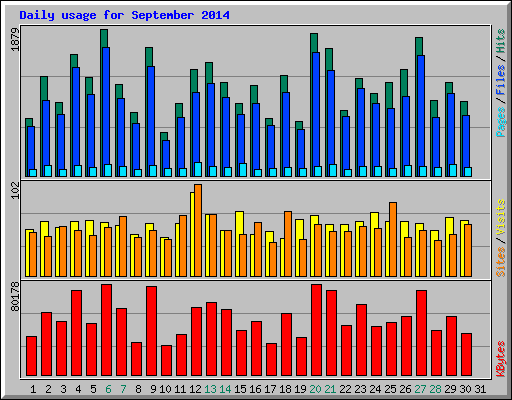 Daily usage for September 2014
1879
Pages/Files/Hits
102
Sites/Visits
80178
KBytes
1 2 3 4 5 6 7 8 9 10 11 12 13 14 15 16 17 18 19 20 21 22 23 24 25 26 27 28 29 30 31